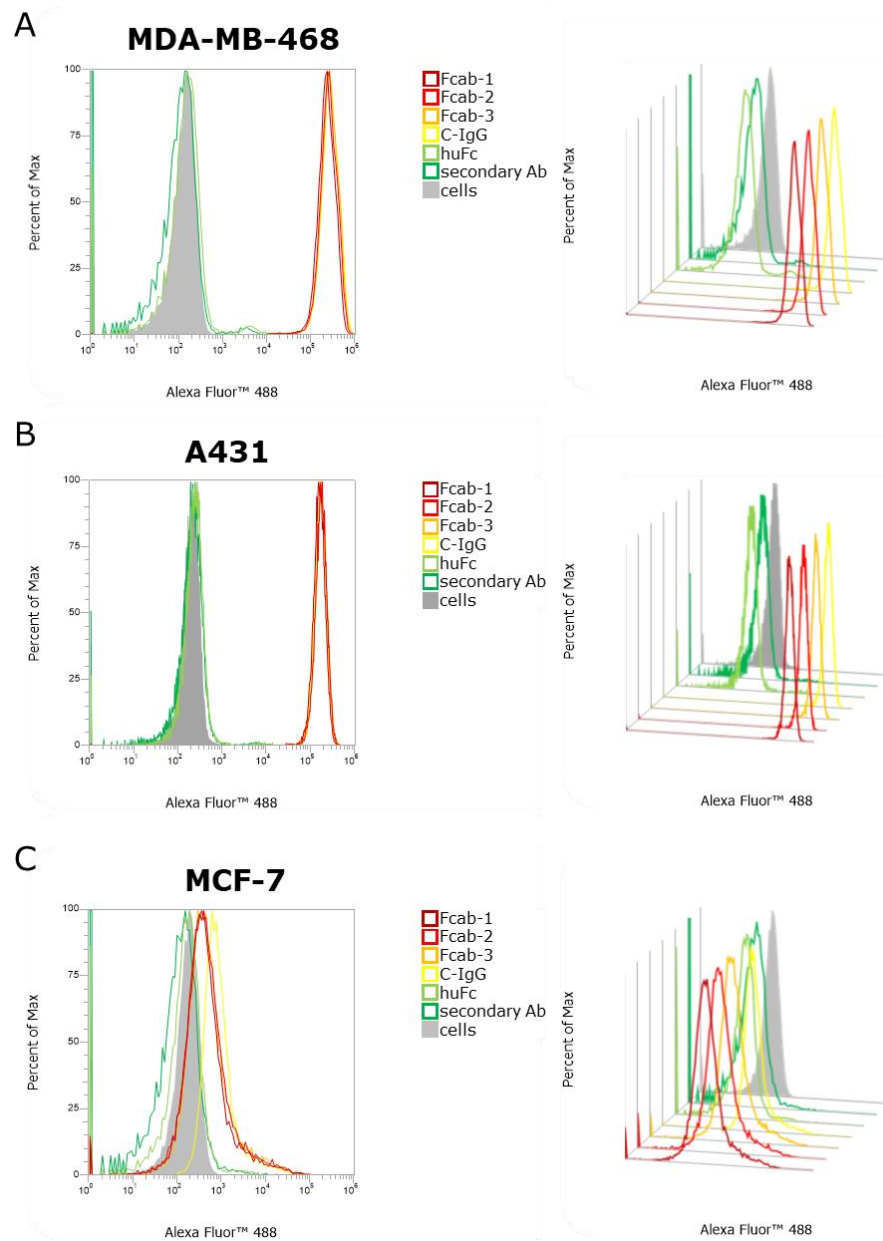 A
MDA-MB-468
100
75
50
25
0
Percent of Max
10⁰ 10¹ 10² 10³ 10⁴ 10⁵ 10⁶
Alexa Fluor™ 488
Fcab-1
Fcab-2
Fcab-3
C-IgG
huFc
secondary Ab
cells
Percent of Max
Alexa Fluor™ 488
B
A431
100
75
50
25
0
Percent of Max
10⁰ 10¹ 10² 10³ 10⁴ 10⁵ 10⁶
Alexa Fluor™ 488
Fcab-1
Fcab-2
Fcab-3
C-IgG
huFc
secondary Ab
cells
Percent of Max
Alexa Fluor™ 488
C
MCF-7
100
75
50
25
0
Percent of Max
10⁰ 10¹ 10² 10³ 10⁴ 10⁵ 10⁶
Alexa Fluor™ 488
Fcab-1
Fcab-2
Fcab-3
C-IgG
huFc
secondary Ab
cells
Percent of Max
Alexa Fluor™ 488